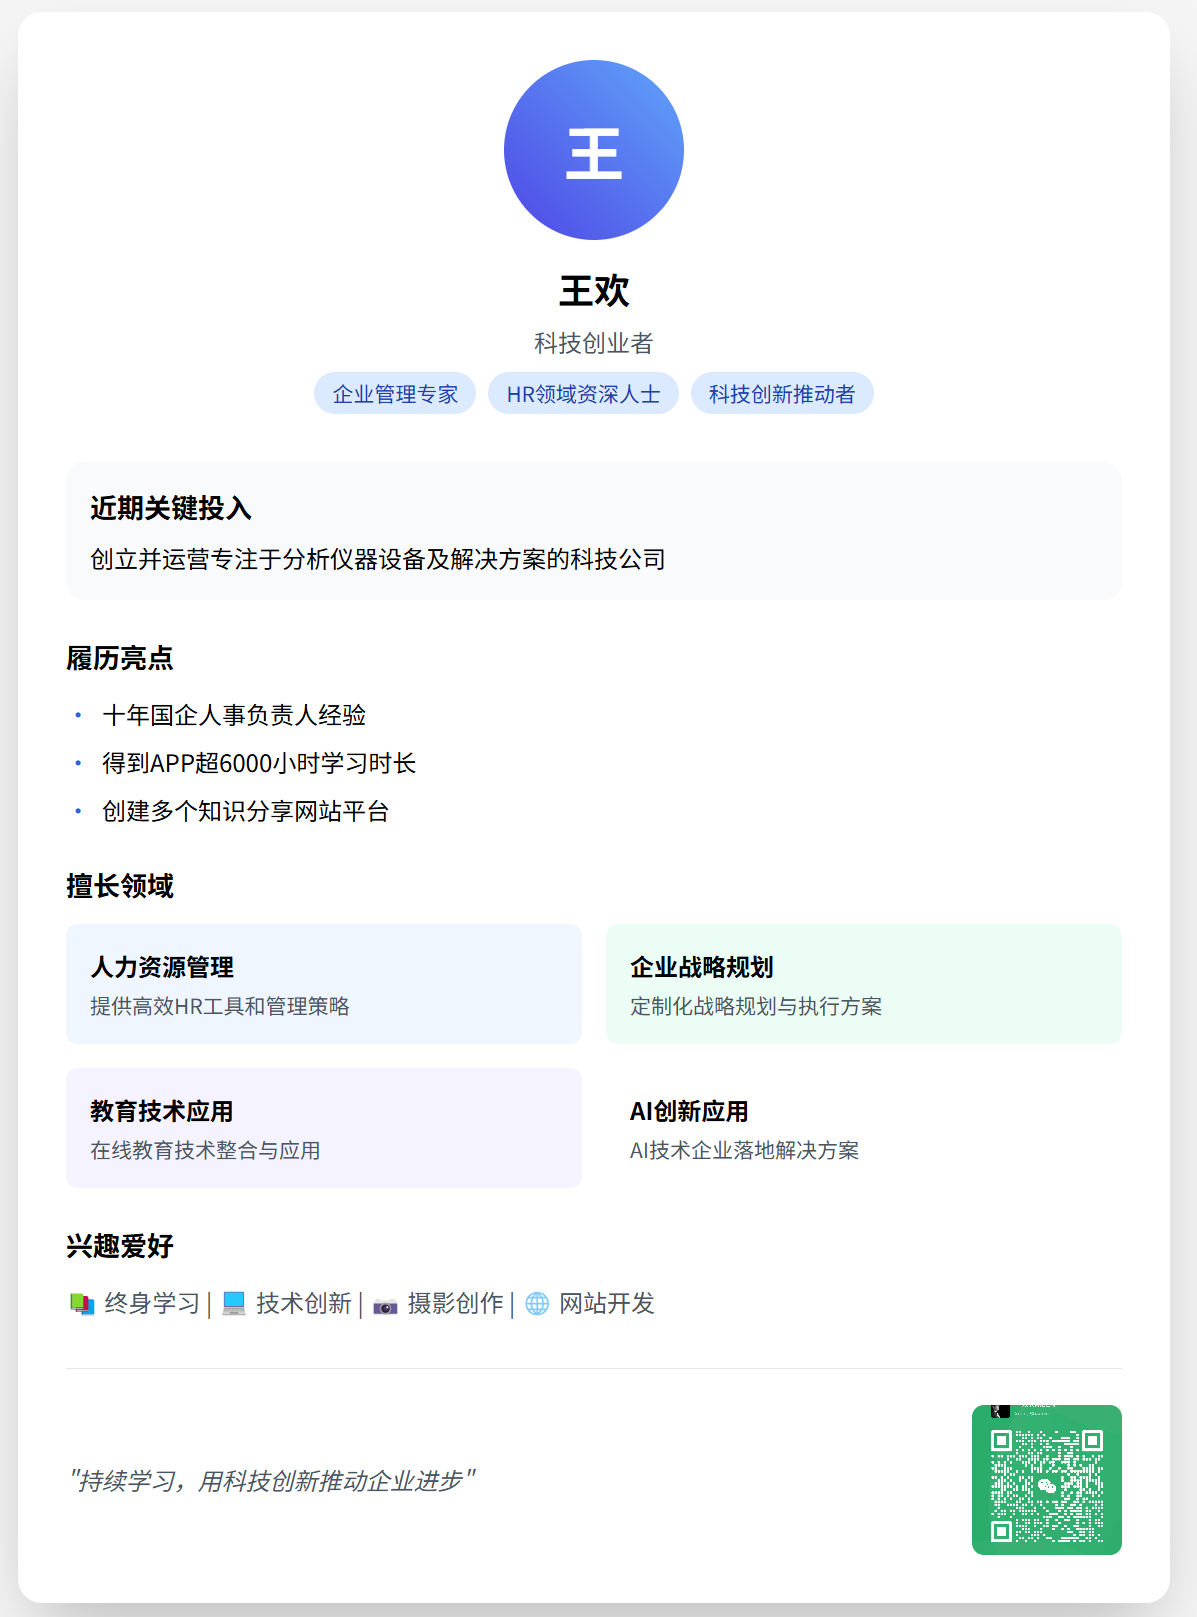 王
王欢
科技创业者
企业管理专家 HR领域资深人士 科技创新推动者
近期关键投入
创立并运营专注于分析仪器设备及解决方案的科技公司
履历亮点
• 十年国企人事负责人经验
• 得到APP超6000小时学习时长
• 创建多个知识分享网站平台
擅长领域
人力资源管理
提供高效HR工具和管理策略
企业战略规划
定制化战略规划与执行方案
教育技术应用
在线教育技术整合与应用
AI创新应用
AI技术企业落地解决方案
兴趣爱好
📚 终身学习 | 💻 技术创新 | 📷 摄影创作 | 🌐 网站开发
"持续学习，用科技创新推动企业进步"